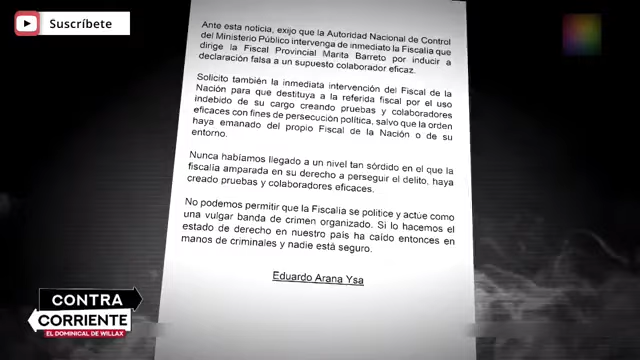 Suscríbete
Ante esta noticia, exijo que la Autoridad Nacional de Control
del Ministerio Público intervenga de inmediato la Fiscalía que
dirige la Fiscal Provincial Marita Barreto por inducir a
declaración falsa a un supuesto colaborador eficaz.
Solicito también la inmediata intervención del Fiscal de la
Nación para que destituya a la referida fiscal por el uso
indebido de su cargo creando pruebas y colaboradores
eficaces con fines de persecución política, salvo que la orden
haya emanado del propio Fiscal de la Nación o de su
entorno.
Nunca habíamos llegado a un nivel tan sórdido en el que la
fiscalía amparada en su derecho a perseguir el delito, haya
creado pruebas y colaboradores eficaces.
No podemos permitir que la Fiscalía se politice y actúe como
una vulgar banda de crimen organizado. Si lo hacemos el
estado de derecho en nuestro país ha caído entonces en
manos de criminales y nadie está seguro.
Eduardo Arana Ysa
CONTRA
CORRIENTE
EL DOMINICAL DE WILLAX